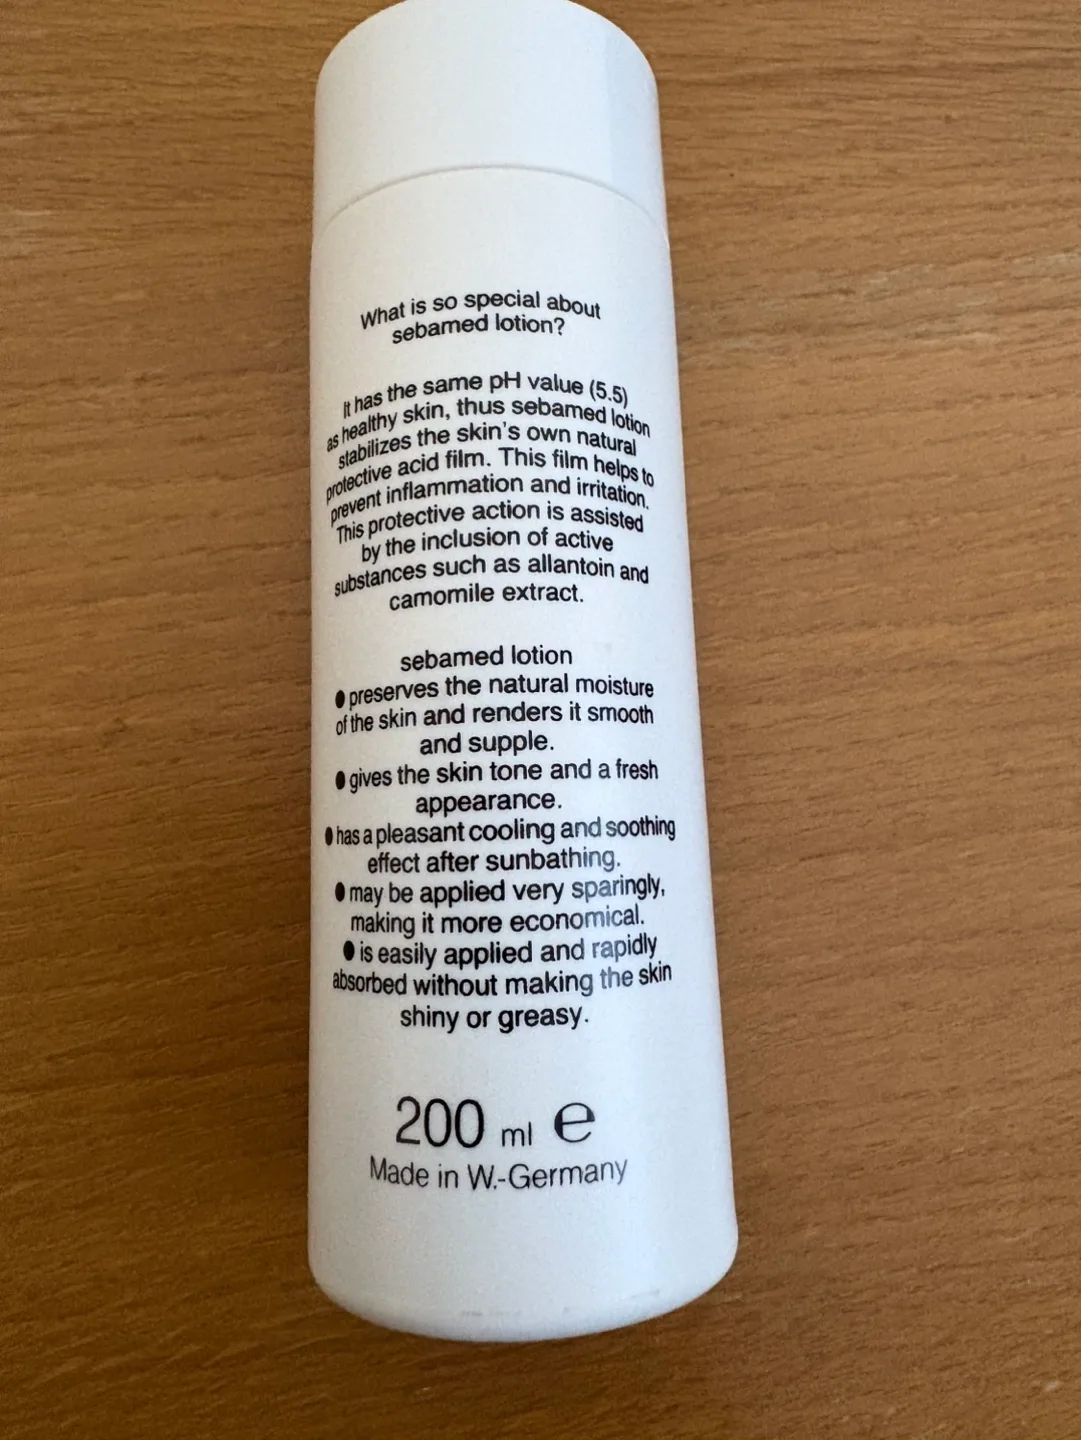 What is so special about
sebamed lotion?
It has the same pH value (5.5)
as healthy skin, thus sebamed lotion
stabilizes the skin's own natural
protective acid film. This film helps to
prevent inflammation and irritation.
This protective action is assisted
by the inclusion of active
substances such as allantoin and
camomile extract.
sebamed lotion
● preserves the natural moisture
of the skin and renders it smooth
and supple.
● gives the skin tone and a fresh
appearance.
● has a pleasant cooling and soothing
effect after sunbathing.
● may be applied very sparingly,
making it more economical.
● is easily applied and rapidly
absorbed without making the skin
shiny or greasy.
200 ml ℮
Made in W.-Germany